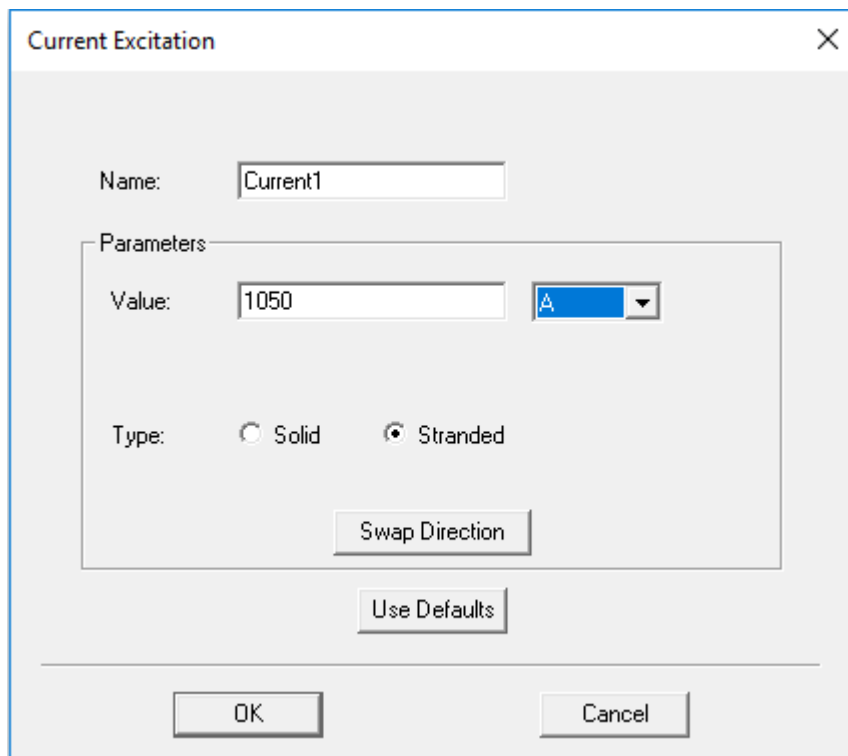 Current Excitation
Name: Current1
Parameters
Value: 1050 A
Type: Solid Stranded
Swap Direction
Use Defaults
OK Cancel